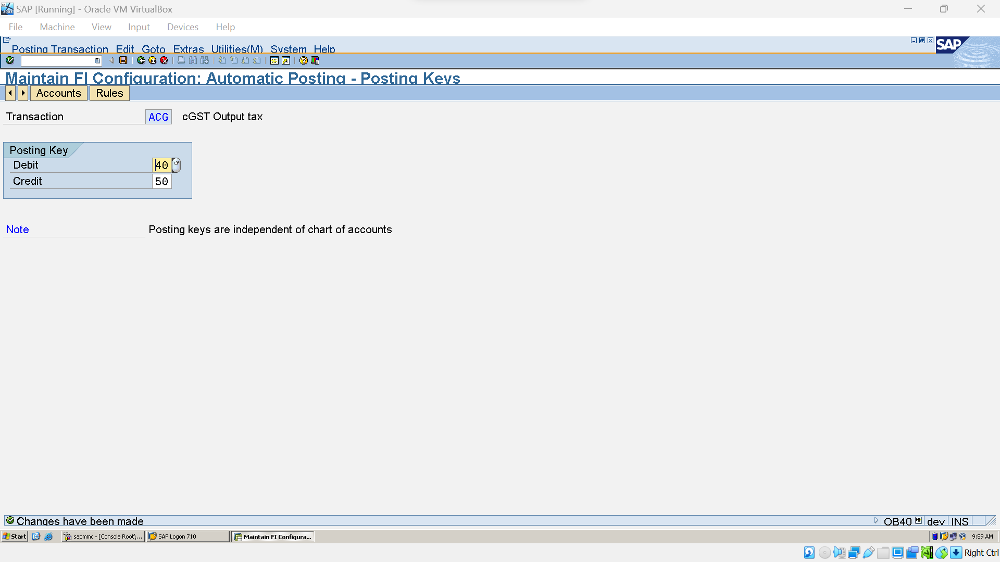 SAP [Running] - Oracle VM VirtualBox
File Machine View Input Devices Help
Posting Transaction Edit Goto Extras Utilities(M) System Help
SAP
Maintain FI Configuration: Automatic Posting - Posting Keys
Accounts Rules
Transaction ACG cGST Output tax
Posting Key
Debit 40
Credit 50
Note Posting keys are independent of chart of accounts
Changes have been made OB40 dev INS
Start sapmmc - [Console Root\... SAP Logon 710 Maintain FI Configura... 9:59 AM
Right Ctrl